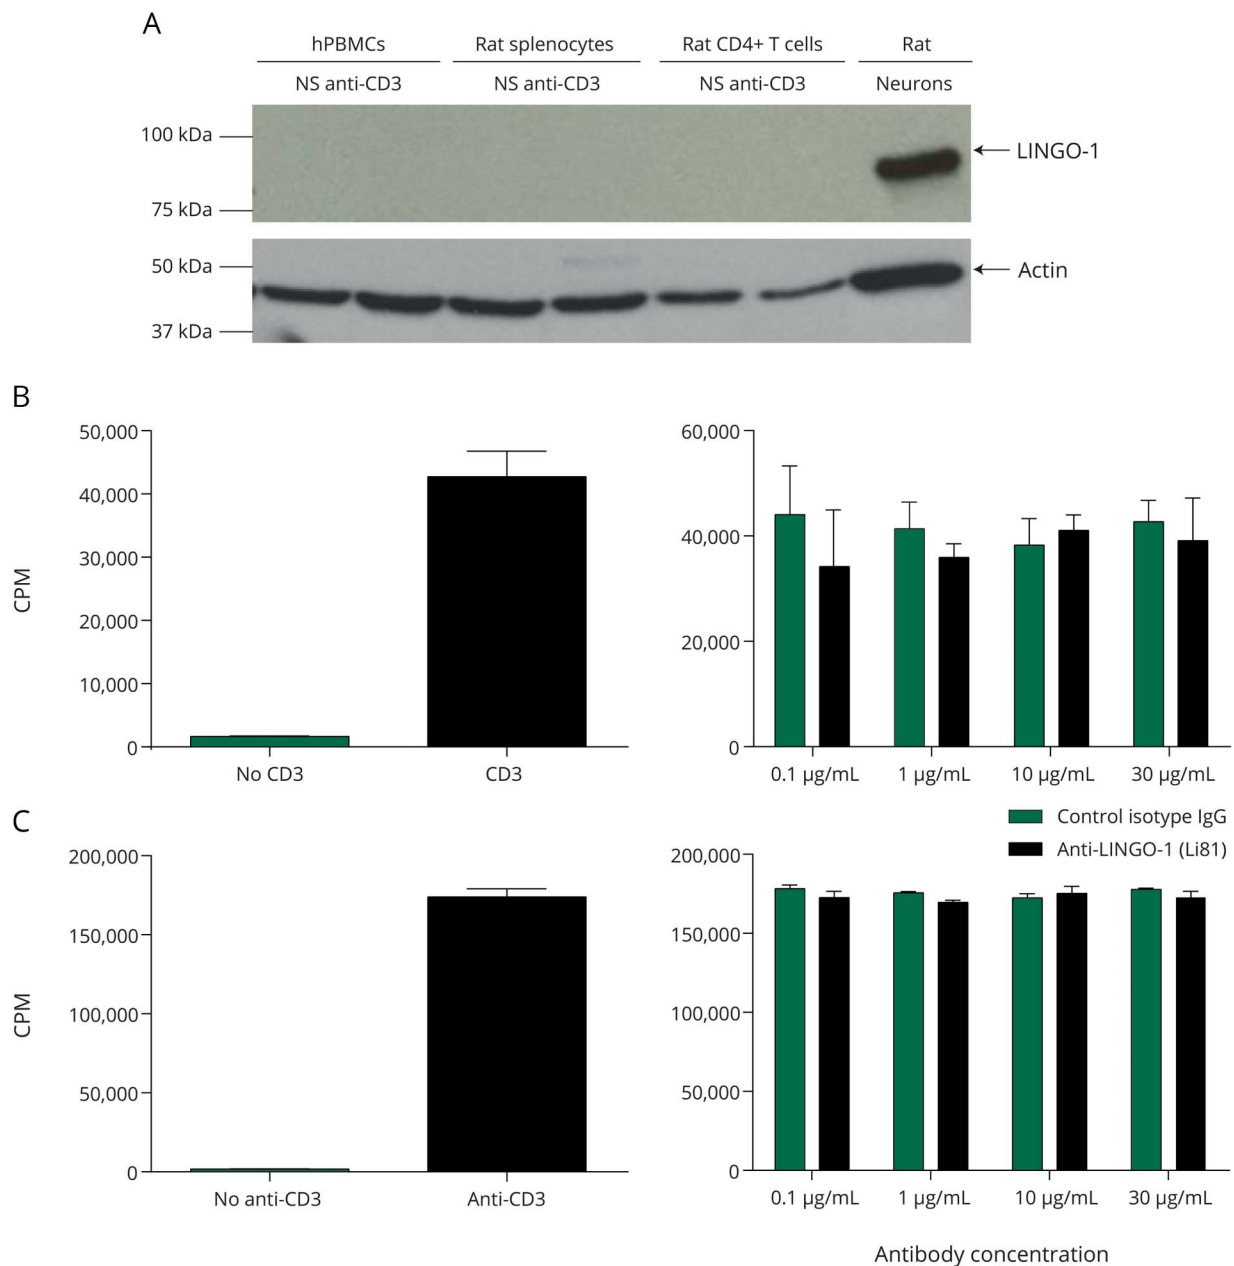 A
hPBMCs Rat splenocytes Rat CD4+ T cells Rat
NS anti-CD3 NS anti-CD3 NS anti-CD3 Neurons
100 kDa
LINGO-1
75 kDa
50 kDa
Actin
37 kDa
B
CPM
50,000
40,000
30,000
20,000
10,000
0
No CD3 CD3
60,000
40,000
20,000
0
0.1 µg/mL 1 µg/mL 10 µg/mL 30 µg/mL
Control isotype IgG
Anti-LINGO-1 (Li81)
C
CPM
200,000
150,000
100,000
50,000
0
No anti-CD3 Anti-CD3
200,000
150,000
100,000
50,000
0
0.1 µg/mL 1 µg/mL 10 µg/mL 30 µg/mL
Antibody concentration